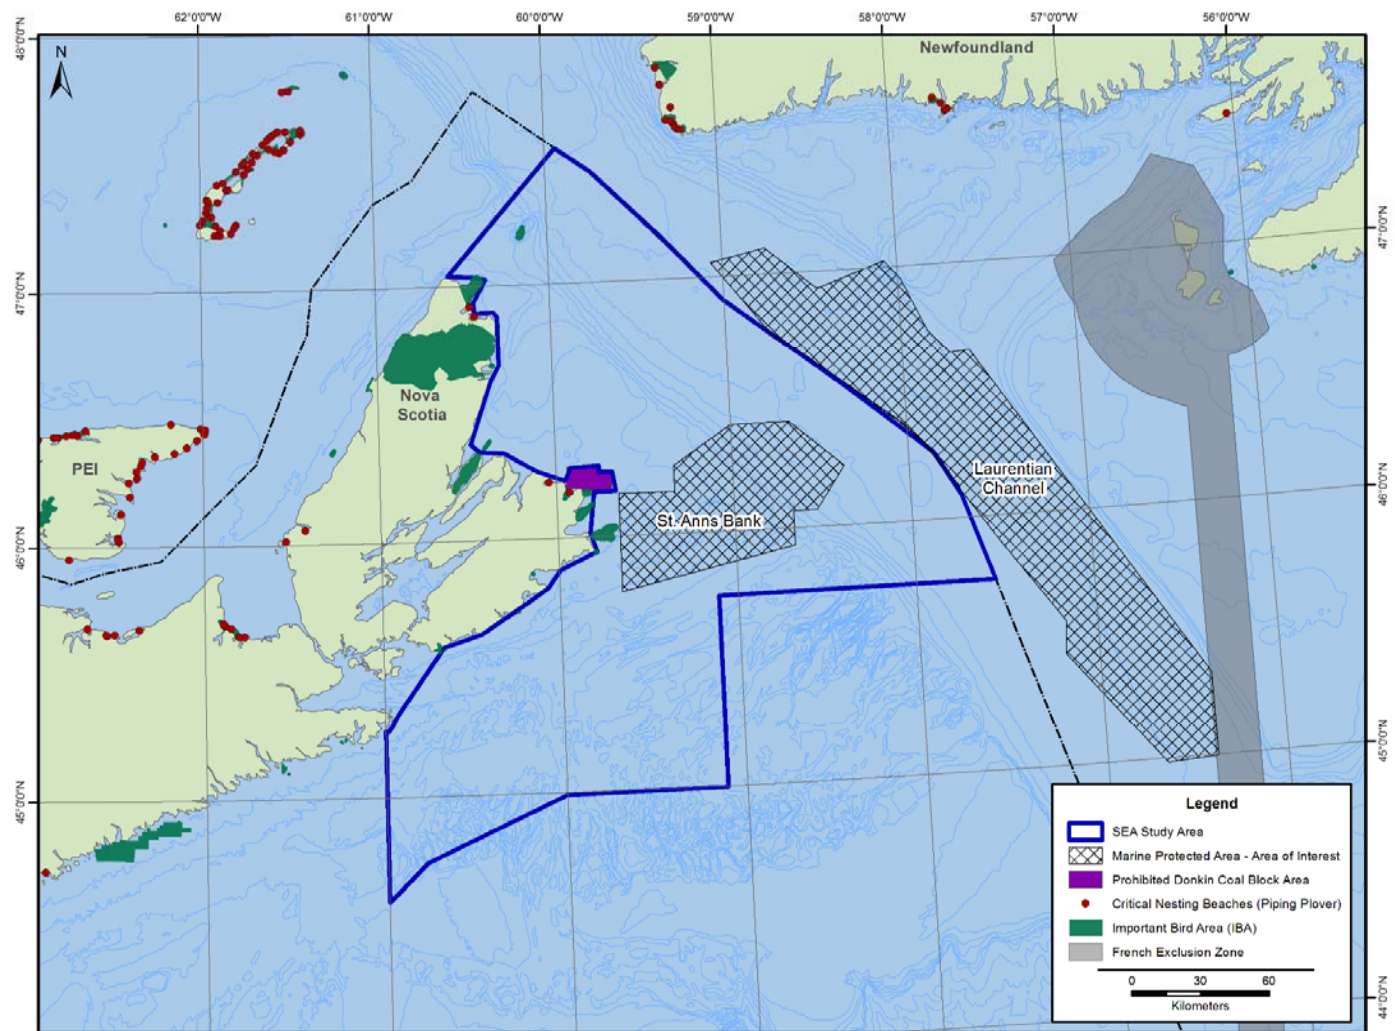 62°0'0"W
61°0'0"W
60°0'0"W
59°0'0"W
58°0'0"W
57°0'0"W
56°0'0"W
48°0'0"N
N
Newfoundland
47°0'0"N
47°0'0"N
Nova
Scotia
PEI
46°0'0"N
Laurentian
Channel
St. Anns Bank
46°0'0"N
45°0'0"N
45°0'0"N
Legend
SEA Study Area
Marine Protected Area - Area of Interest
Prohibited Donkin Coal Block Area
Critical Nesting Beaches (Piping Plover)
Important Bird Area (IBA)
French Exclusion Zone
0 30 60
Kilometers
44°0'0"N